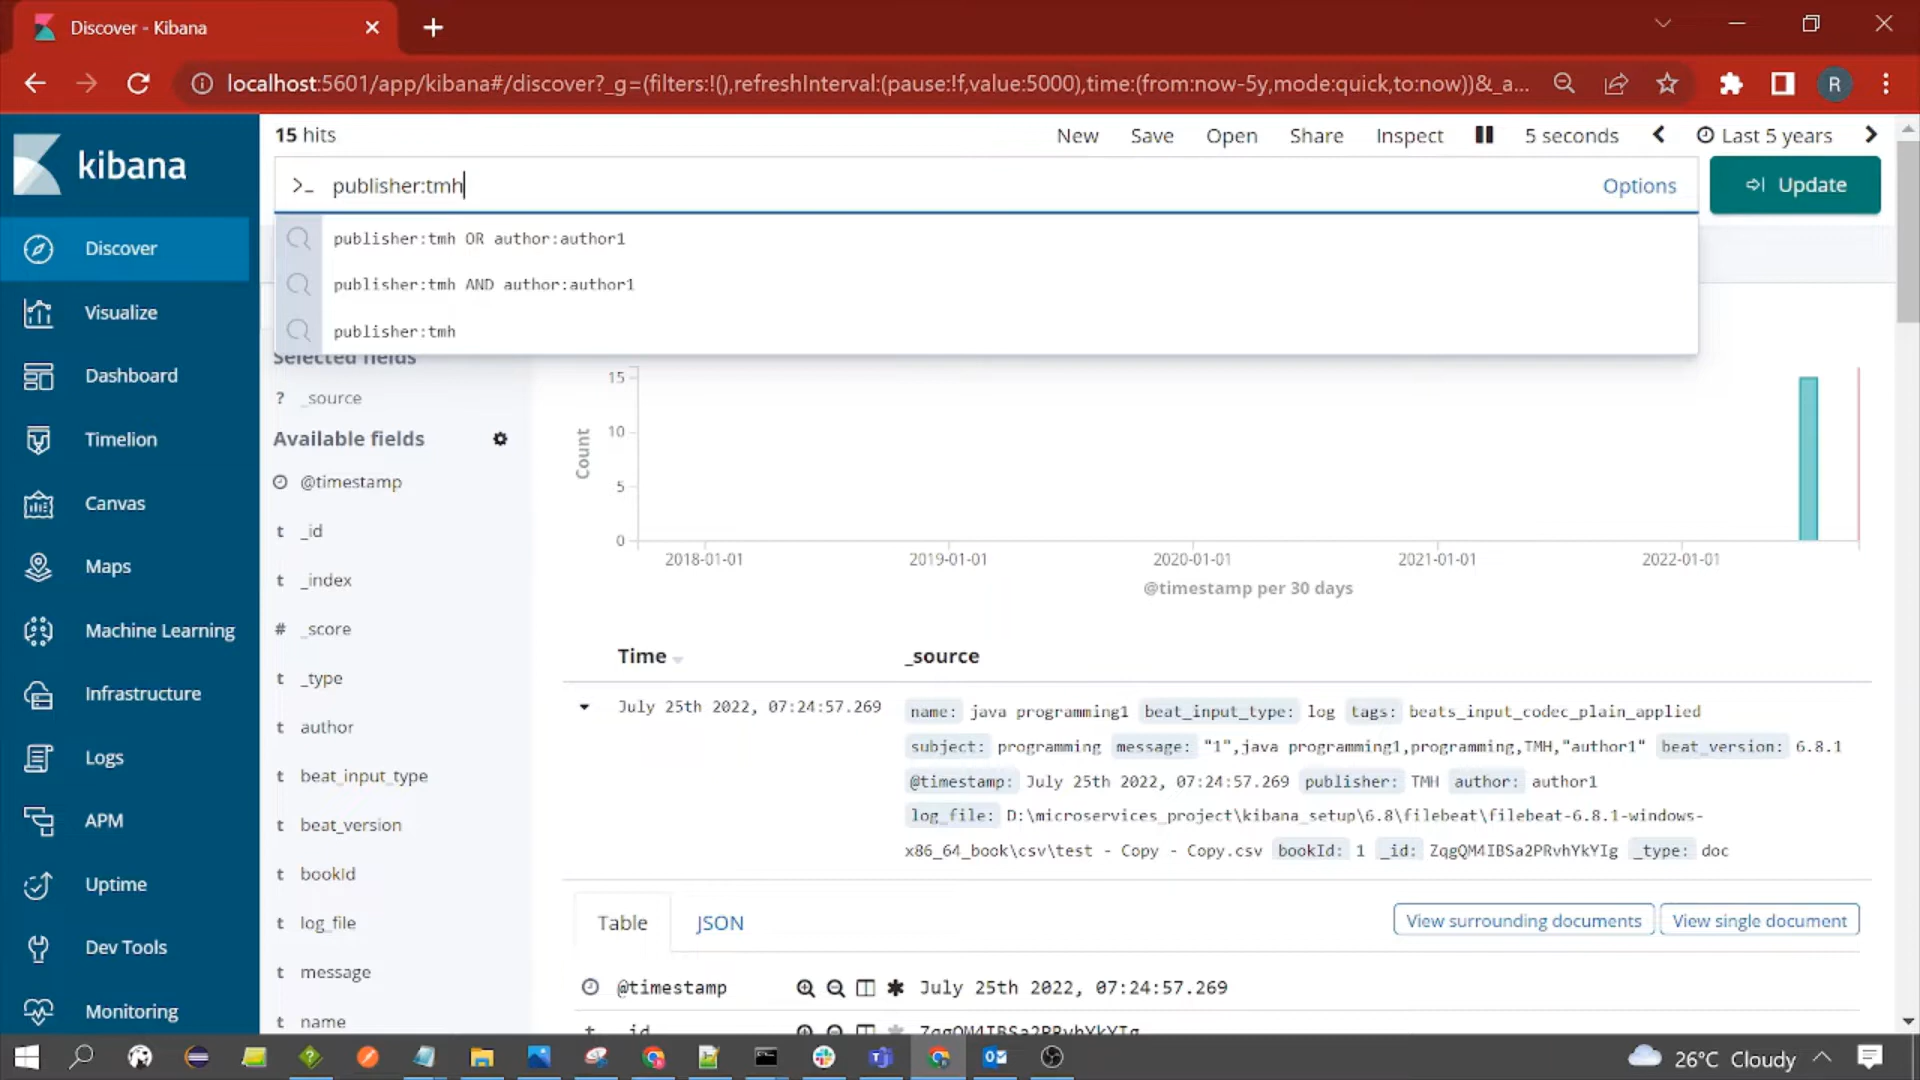 Discover - Kibana
localhost:5601/app/kibana#/discover?_g=(filters:!(),refreshInterval:(pause:!f,value:5000),time:(from:now-5y,mode:quick,to:now))&_a...
R
kibana
15 hits
New Save Open Share Inspect 5 seconds Last 5 years
>_ publisher:tmh Options Update
publisher:tmh OR author:author1
publisher:tmh AND author:author1
publisher:tmh
Discover
Visualize
Dashboard
Timelion
Canvas
Maps
Machine Learning
Infrastructure
Logs
APM
Uptime
Dev Tools
Monitoring
Selected fields
? _source
Available fields
@timestamp
t _id
t _index
# _score
t _type
t author
t beat_input_type
t beat_version
t bookId
t log_file
t message
t name
15
10
5
0
Count
2018-01-01 2019-01-01 2020-01-01 2021-01-01 2022-01-01
@timestamp per 30 days
Time _source
July 25th 2022, 07:24:57.269 name: java programming1 beat_input_type: log tags: beats_input_codec_plain_applied
subject: programming message: "1",java programming1,programming,TMH,"author1" beat_version: 6.8.1
@timestamp: July 25th 2022, 07:24:57.269 publisher: TMH author: author1
log_file: D:\microservices_project\kibana_setup\6.8\filebeat\filebeat-6.8.1-windows-
x86_64_book\csv\test - Copy - Copy.csv bookId: 1 _id: ZqgQM4IBSa2PRvhYkYIg _type: doc
Table JSON View surrounding documents View single document
@timestamp July 25th 2022, 07:24:57.269
t _id ZqgQM4IBSa2PRvhYkYIg
26°C Cloudy